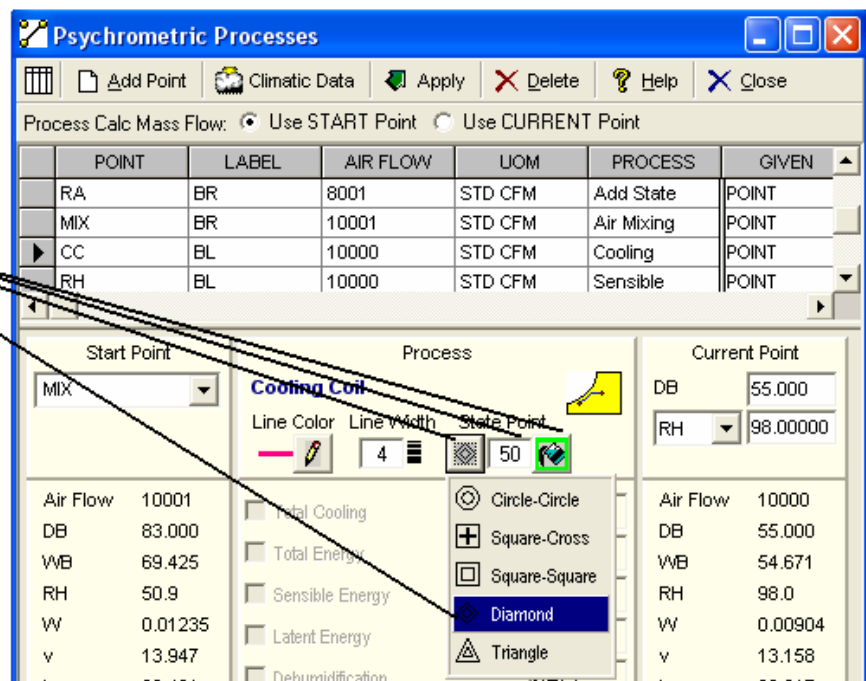 Psychrometric Processes
Add Point Climatic Data Apply Delete Help Close
Process Calc Mass Flow: Use START Point Use CURRENT Point
POINT LABEL AIR FLOW UOM PROCESS GIVEN
RA BR 8001 STD CFM Add State POINT
MIX BR 10001 STD CFM Air Mixing POINT
CC BL 10000 STD CFM Cooling POINT
RH BL 10000 STD CFM Sensible POINT
Start Point Process Current Point
MIX Cooling Coil DB 55.000
Line Color Line Width State Point
4 50 RH 98.00000
Air Flow 10001 Total Cooling Circle-Circle Air Flow 10000
DB 83.000 Total Energy Square-Cross DB 55.000
WB 69.425 Square-Square WB 54.671
RH 50.9 Sensible Energy Diamond RH 98.0
W 0.01235 Latent Energy Triangle W 0.00904
v 13.947 Dehumidification v 13.158